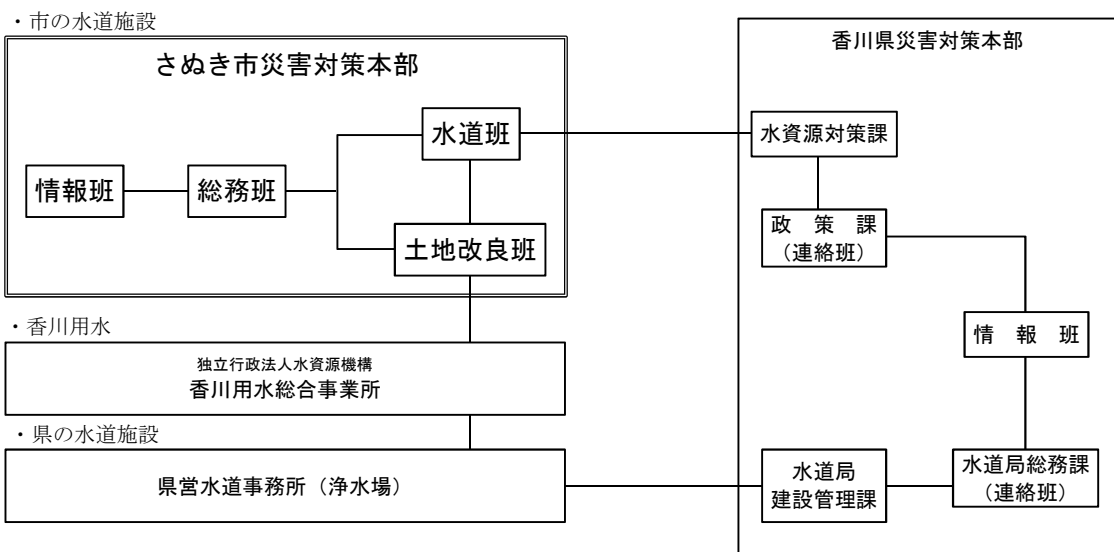 ・市の水道施設
さぬき市災害対策本部
水道班
情報班
総務班
土地改良班
・香川用水
独立行政法人水資源機構
香川用水総合事業所
・県の水道施設
県営水道事務所（浄水場）
香川県災害対策本部
水資源対策課
政　策　課
（連絡班）
情　報　班
水道局
建設管理課
水道局総務課
（連絡班）